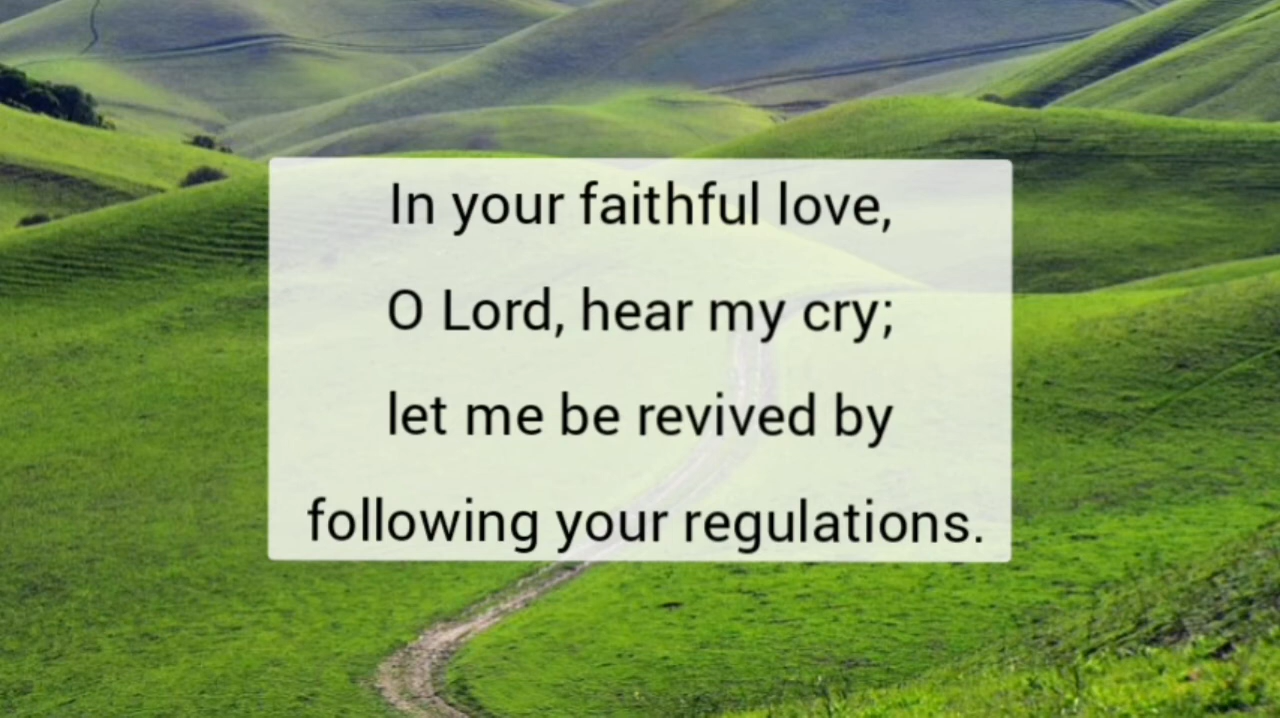 In your faithful love,
O Lord, hear my cry;
let me be revived by
following your regulations.